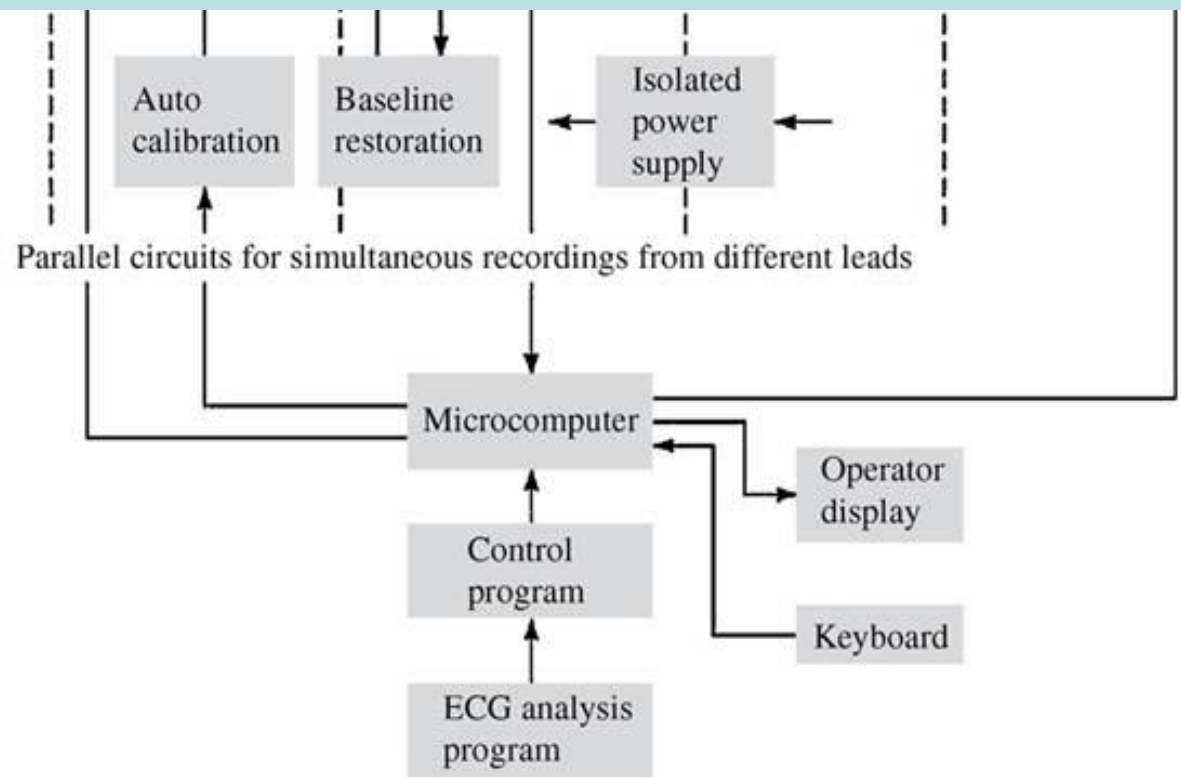 Auto
calibration
Baseline
restoration
Isolated
power
supply
Parallel circuits for simultaneous recordings from different leads
Microcomputer
Operator
display
Control
program
Keyboard
ECG analysis
program